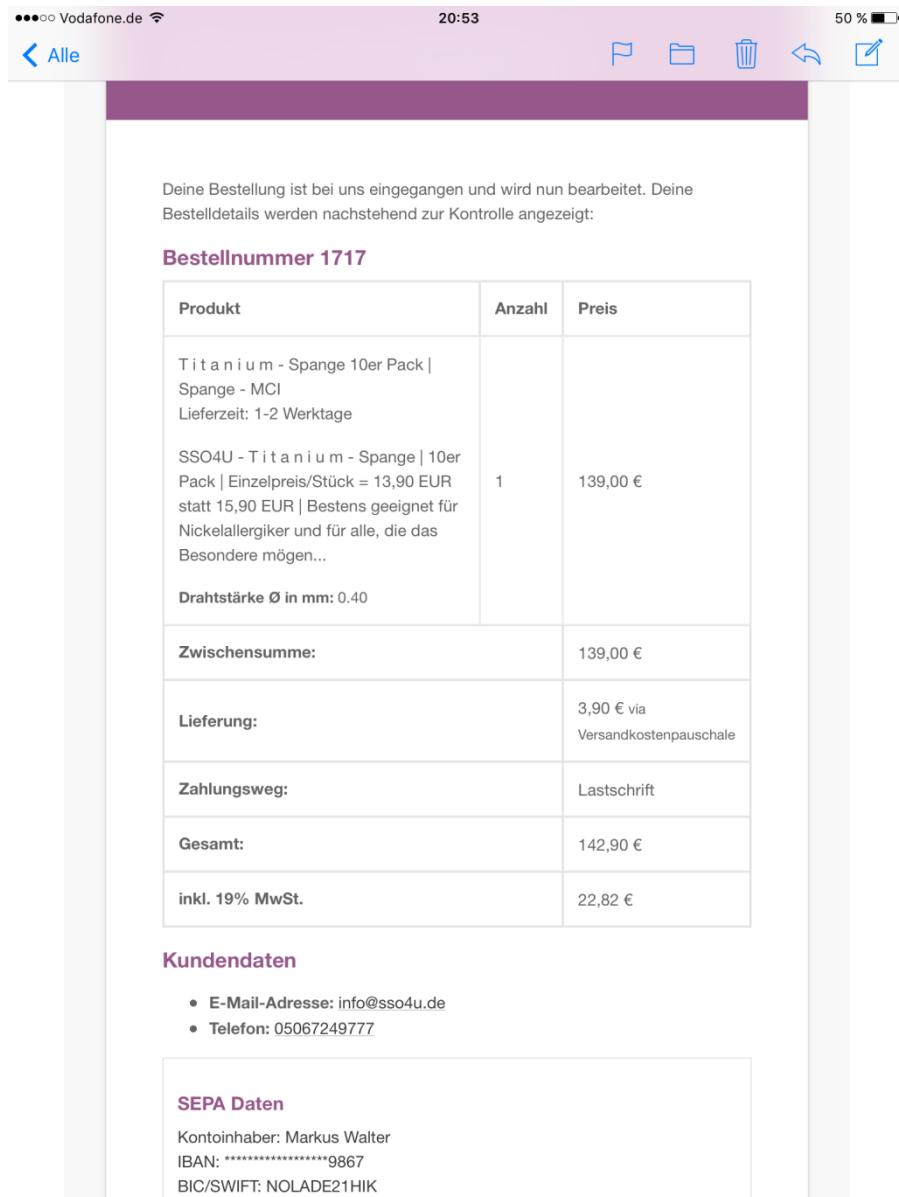 Vodafone.de 20:53 50 %
Alle
Deine Bestellung ist bei uns eingegangen und wird nun bearbeitet. Deine
Bestelldetails werden nachstehend zur Kontrolle angezeigt:
Bestellnummer 1717
Produkt Anzahl Preis
T i t a n i u m - Spange 10er Pack |
Spange - MCI
Lieferzeit: 1-2 Werktage
SSO4U - T i t a n i u m - Spange | 10er
Pack | Einzelpreis/Stück = 13,90 EUR
statt 15,90 EUR | Bestens geeignet für
Nickelallergiker und für alle, die das
Besondere mögen...
Drahtstärke Ø in mm: 0.40
1
139,00 €
Zwischensumme: 139,00 €
Lieferung: 3,90 € via
Versandkostenpauschale
Zahlungsweg: Lastschrift
Gesamt: 142,90 €
inkl. 19% MwSt. 22,82 €
Kundendaten
• E-Mail-Adresse: info@sso4u.de
• Telefon: 05067249777
SEPA Daten
Kontoinhaber: Markus Walter
IBAN: ******************9867
BIC/SWIFT: NOLADE21HIK